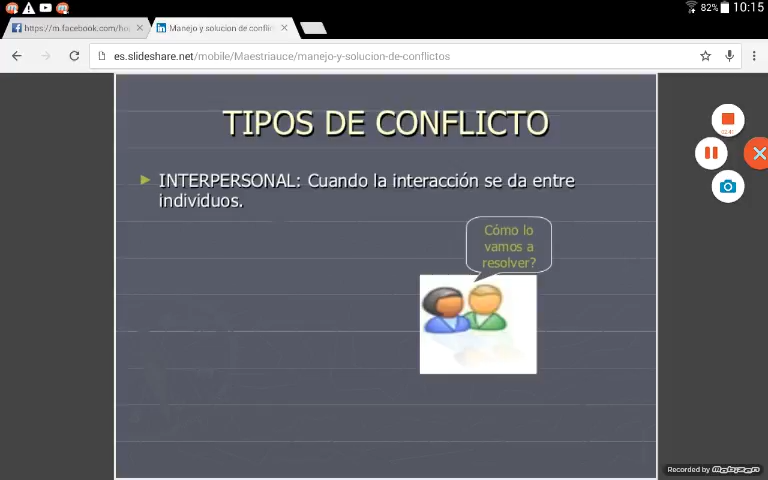 82% 10:15
https://m.facebook.com/ho
Manejo y solucion de conflic
es.slideshare.net/mobile/Maestriauce/manejo-y-solucion-de-conflictos
TIPOS DE CONFLICTO
INTERPERSONAL: Cuando la interacción se da entre
individuos.
Cómo lo
vamos a
resolver?
Recorded by mobizen